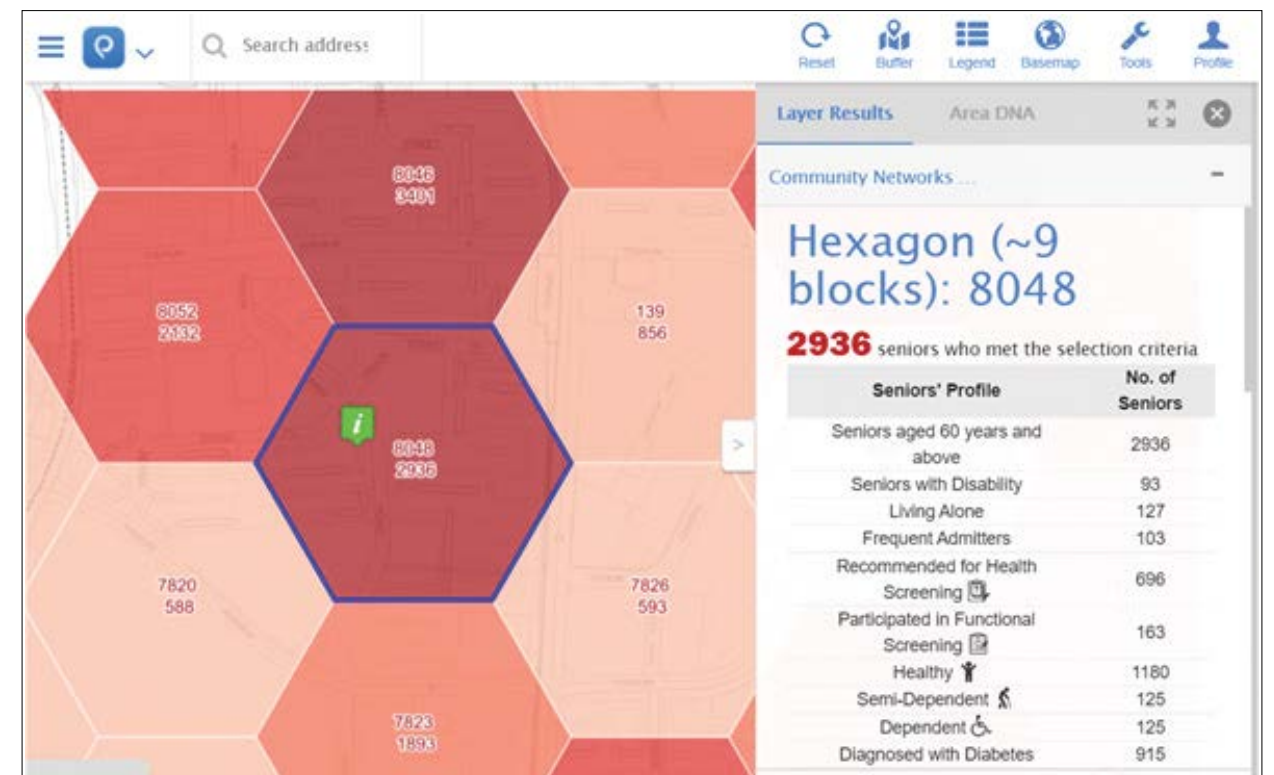 Search address
Reset
Buffer
Legend
Basemap
Tools
Profile
8046
3401
8052
2132
139
856
8048
2936
7820
588
7826
593
7823
1893
Layer Results
Area DNA
Community Networks ...
Hexagon (~9
blocks): 8048
2936 seniors who met the selection criteria
Seniors' Profile
No. of
Seniors
Seniors aged 60 years and
above
2936
Seniors with Disability 93
Living Alone 127
Frequent Admitters 103
Recommended for Health
Screening
696
Participated in Functional
Screening
163
Healthy 1180
Semi-Dependent 125
Dependent 125
Diagnosed with Diabetes 915